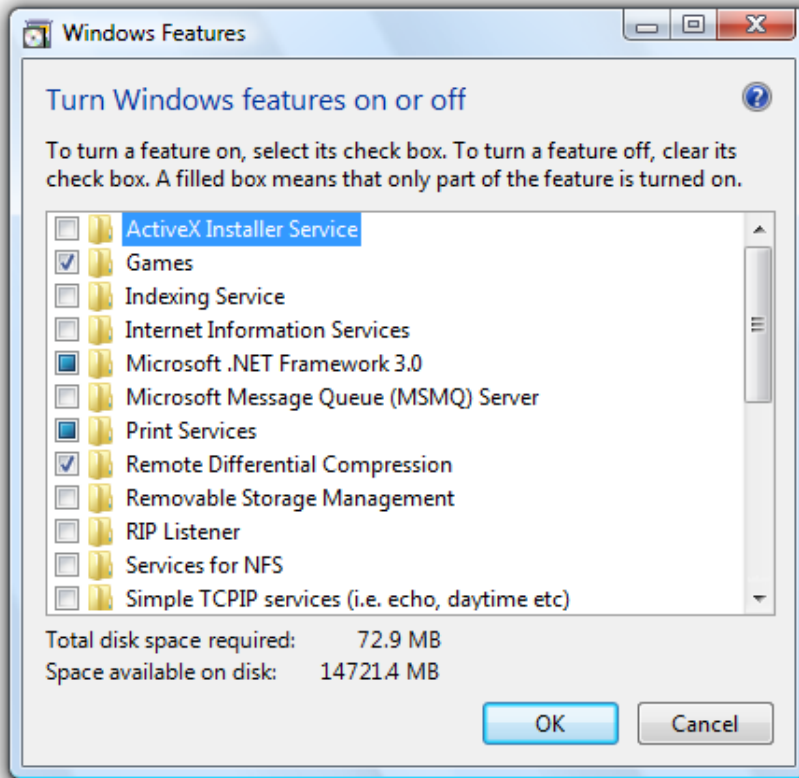 Windows Features
Turn Windows features on or off
To turn a feature on, select its check box. To turn a feature off, clear its
check box. A filled box means that only part of the feature is turned on.
ActiveX Installer Service
Games
Indexing Service
Internet Information Services
Microsoft .NET Framework 3.0
Microsoft Message Queue (MSMQ) Server
Print Services
Remote Differential Compression
Removable Storage Management
RIP Listener
Services for NFS
Simple TCPIP services (i.e. echo, daytime etc)
Total disk space required: 72.9 MB
Space available on disk: 14721.4 MB
OK Cancel